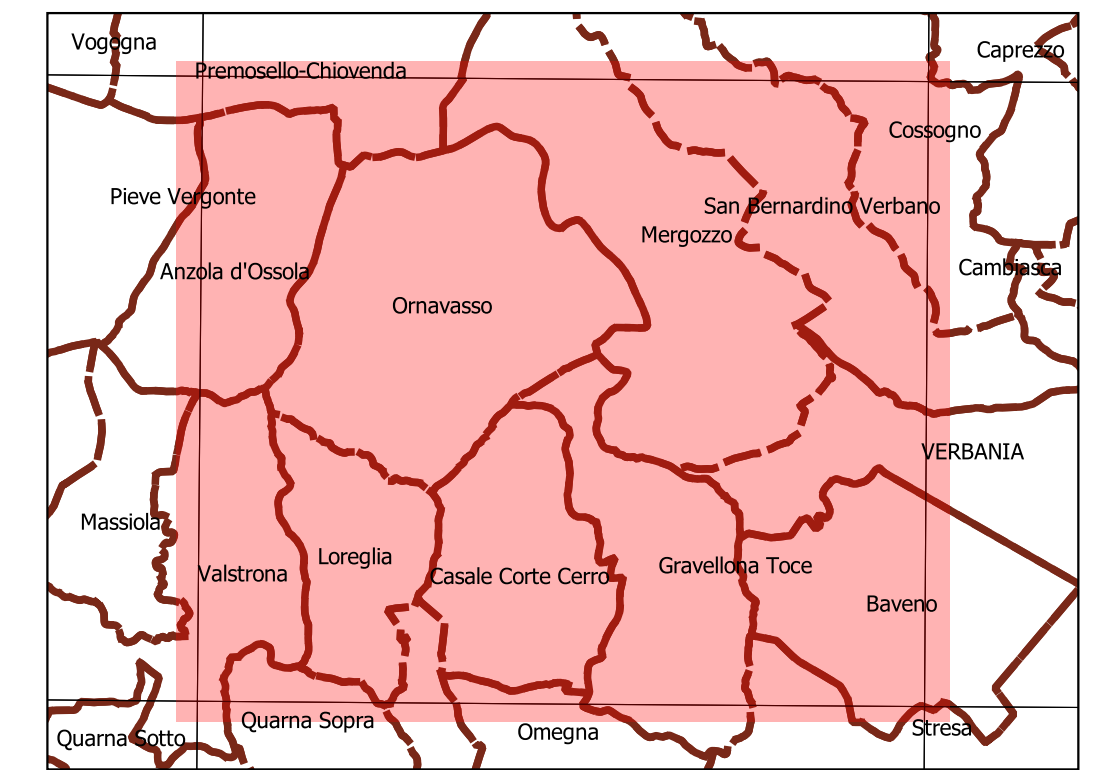 Vogogna
Caprezzo
Premosello-Chiovenda
Cossogno
Pieve Vergonte
San Bernardino Verbano
Mergozzo
Cambiasca
Anzola d'Ossola
Ornavasso
VERBANIA
Massiola
Loreglia
Gravellona Toce
Valstrona
Casale Corte Cerro
Baveno
Quarna Sopra
Stresa
Omegna
Quarna Sotto